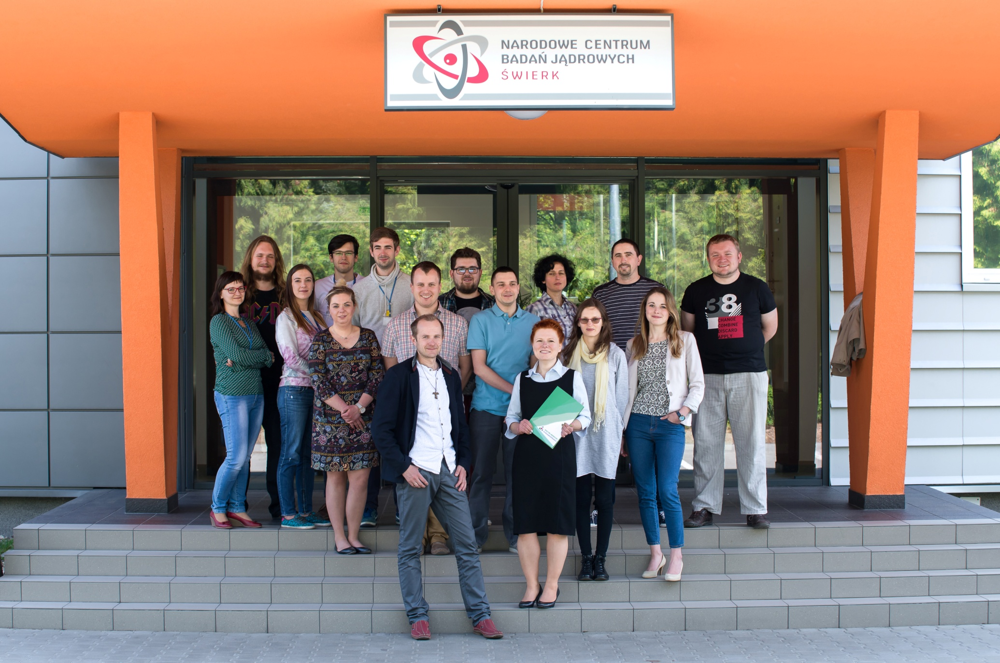 NARODOWE CENTRUM
BADAŃ JĄDROWYCH
ŚWIERK
38
CHANGE
COMBINE
DISCARD
APPLY